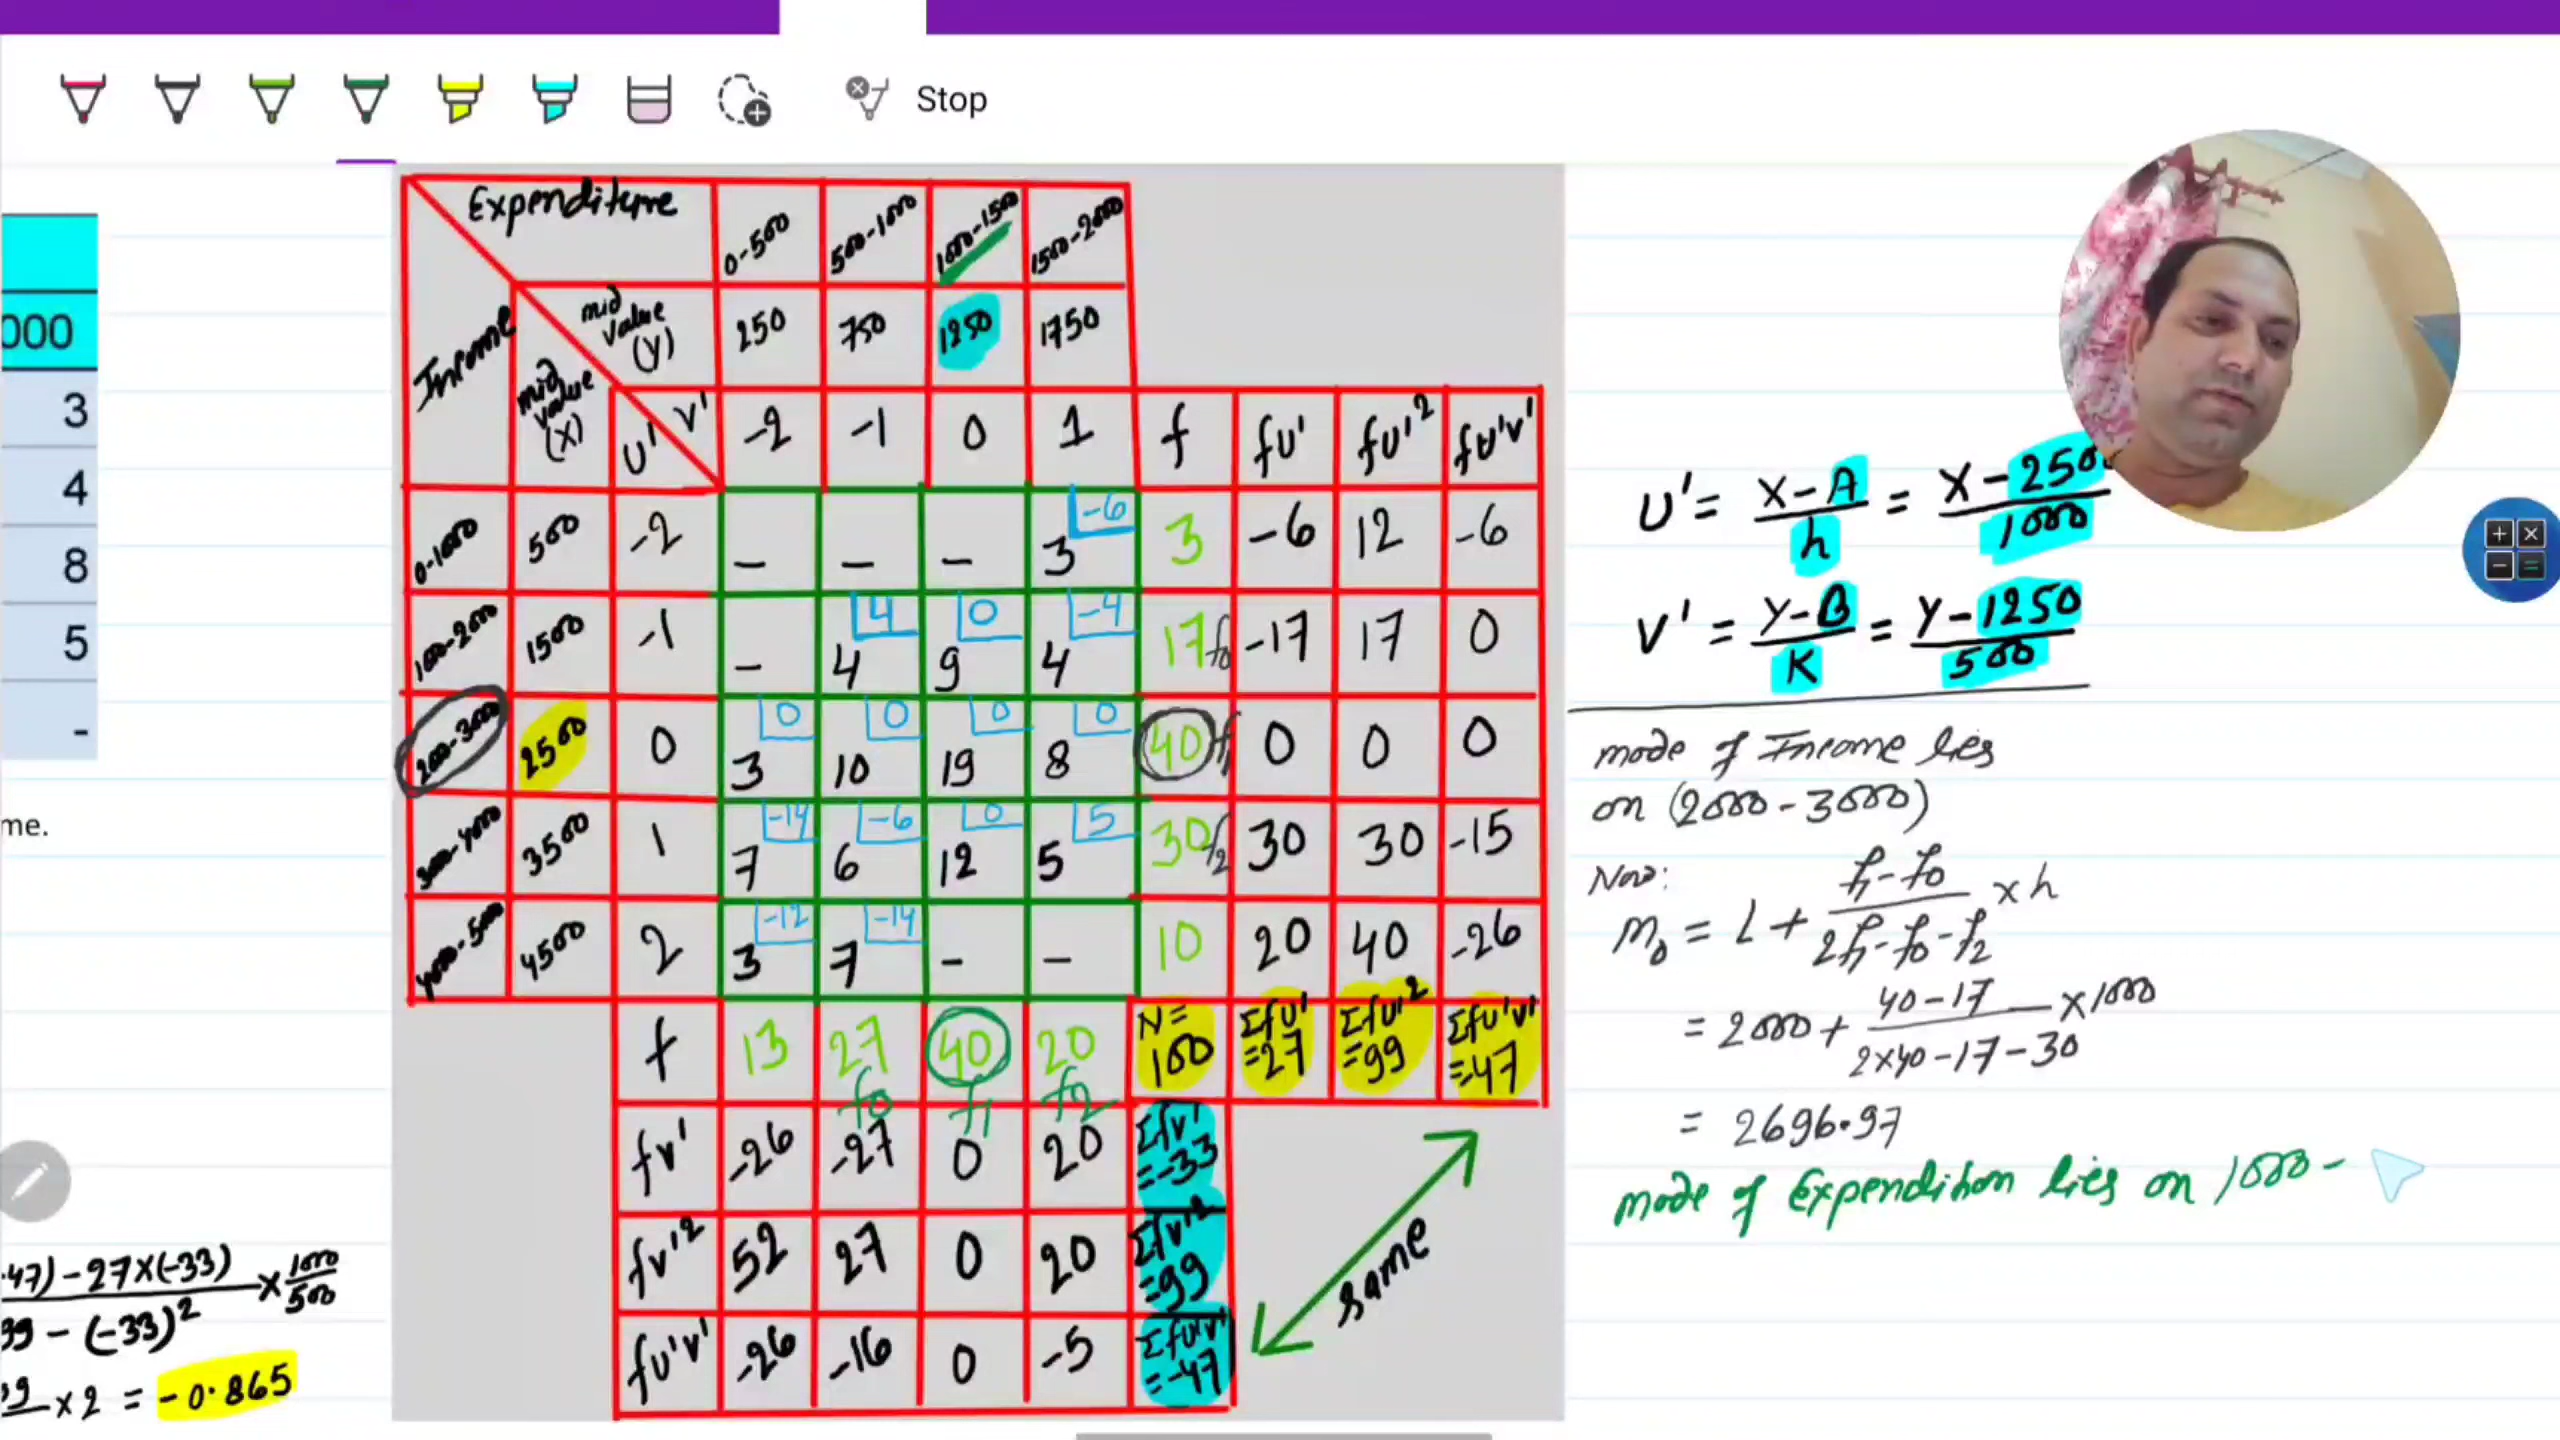 Stop
000
3
4
8
5
-
me.
Expenditure 0-500 500-1000 1000-1500 1500-2000
Income mid value (X) mid value (Y) 250 750 1250 1750
U' V' -2 -1 0 1 f fU' fU'² fU'V'
0-1000 500 -2 - - - 3 -6 3 -6 12 -6
1000-2000 1500 -1 - 4 4 9 0 4 -4 17 f0 -17 17 0
2000-3000 2500 0 3 0 10 0 19 0 8 0 40 f1 0 0 0
3000-4000 3500 1 7 -14 6 -6 12 0 5 5 30 f2 30 30 -15
4000-5000 4500 2 3 -12 7 -14 - - 10 20 40 -26
f 13 27 40 20 N=100 ΣfU'=27 ΣfU'²=99 ΣfU'V'=-47
f0 f1 f2
fV' -26 -27 0 20 ΣfV'=-33
fV'² 52 27 0 20 ΣfV'²=99
fU'V' -26 -16 0 -5 ΣfU'V'=-47
same
U' = X-A/h = X-250/1000
V' = Y-B/K = Y-1250/500
mode of Income lies
on (2000-3000)
Now:
M0 = L + f1-f0/2f1-f0-f2 × h
= 2000 + 40-17/2×40-17-30 × 1000
= 2696.97
mode of Expendition lies on 1000-
47) - 27×(-33) × 1000/500
99 - (-33)²
× 2 = -0.865